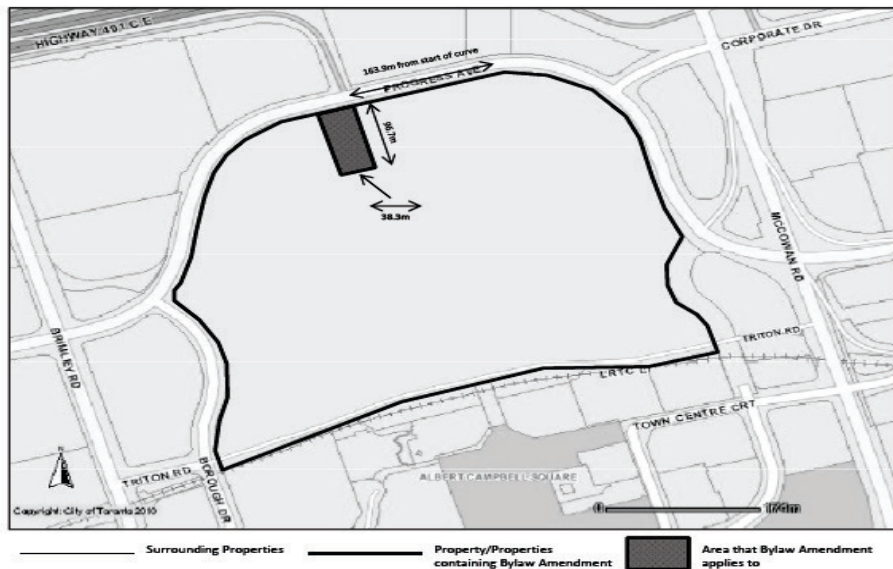 HIGHWAY 401 C E
CORPORATE DR
163.9m from start of curve
PROGRESS AVE
96.7m
38.3m
MCCOWAN RD
BRIMLEY RD
TRITON RD
LRTC L
TOWN CENTRE CRT
TRITON RD
BOROUGH DR
ALBERT CAMPBELL SQUARE
N
Copyright: City of Toronto 2010
0
Surrounding Properties
Property/Properties
containing Bylaw Amendment
Area that Bylaw Amendment
applies to